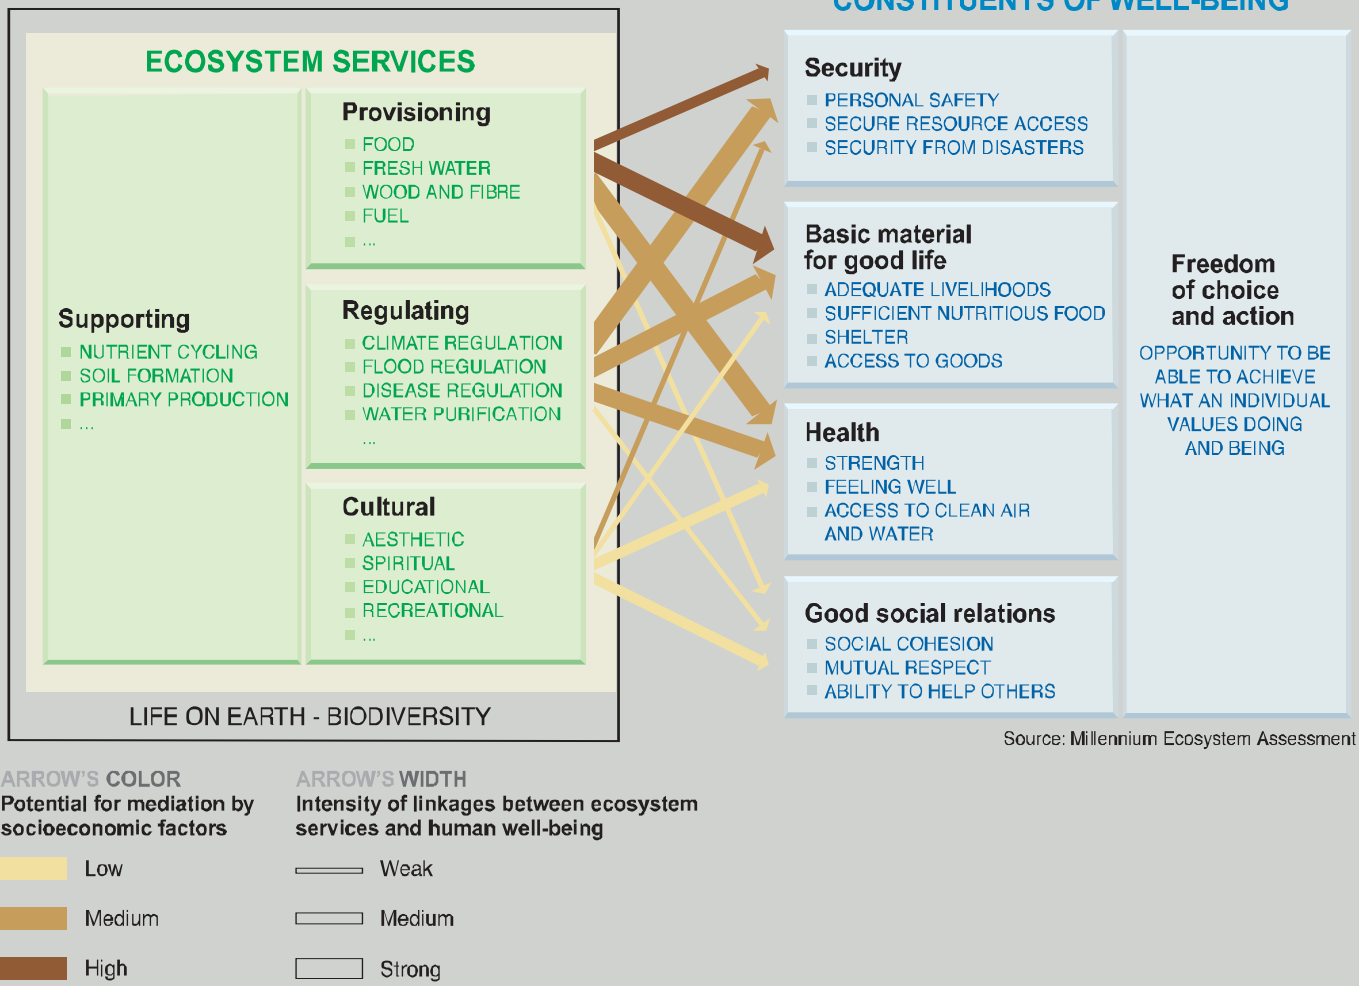 CONSTITUENTS OF WELL-BEING
ECOSYSTEM SERVICES
Supporting
NUTRIENT CYCLING
SOIL FORMATION
PRIMARY PRODUCTION
...
Provisioning
FOOD
FRESH WATER
WOOD AND FIBRE
FUEL
...
Regulating
CLIMATE REGULATION
FLOOD REGULATION
DISEASE REGULATION
WATER PURIFICATION
...
Cultural
AESTHETIC
SPIRITUAL
EDUCATIONAL
RECREATIONAL
...
LIFE ON EARTH - BIODIVERSITY
Security
PERSONAL SAFETY
SECURE RESOURCE ACCESS
SECURITY FROM DISASTERS
Basic material
for good life
ADEQUATE LIVELIHOODS
SUFFICIENT NUTRITIOUS FOOD
SHELTER
ACCESS TO GOODS
Health
STRENGTH
FEELING WELL
ACCESS TO CLEAN AIR
AND WATER
Good social relations
SOCIAL COHESION
MUTUAL RESPECT
ABILITY TO HELP OTHERS
Freedom
of choice
and action
OPPORTUNITY TO BE
ABLE TO ACHIEVE
WHAT AN INDIVIDUAL
VALUES DOING
AND BEING
Source: Millennium Ecosystem Assessment
ARROW'S COLOR
Potential for mediation by
socioeconomic factors
Low
Medium
High
ARROW'S WIDTH
Intensity of linkages between ecosystem
services and human well-being
Weak
Medium
Strong